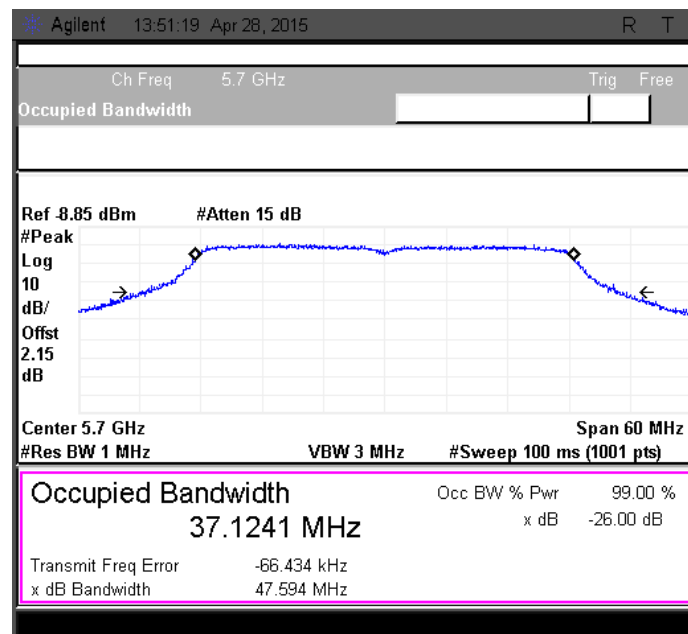 Agilent 13:51:19 Apr 28, 2015 R T
Ch Freq 5.7 GHz Trig Free
Occupied Bandwidth
Ref -8.85 dBm #Atten 15 dB
#Peak
Log
10
dB/
Offst
2.15
dB
Center 5.7 GHz Span 60 MHz
#Res BW 1 MHz VBW 3 MHz #Sweep 100 ms (1001 pts)
Occupied Bandwidth Occ BW % Pwr 99.00 %
37.1241 MHz x dB -26.00 dB
Transmit Freq Error -66.434 kHz
x dB Bandwidth 47.594 MHz